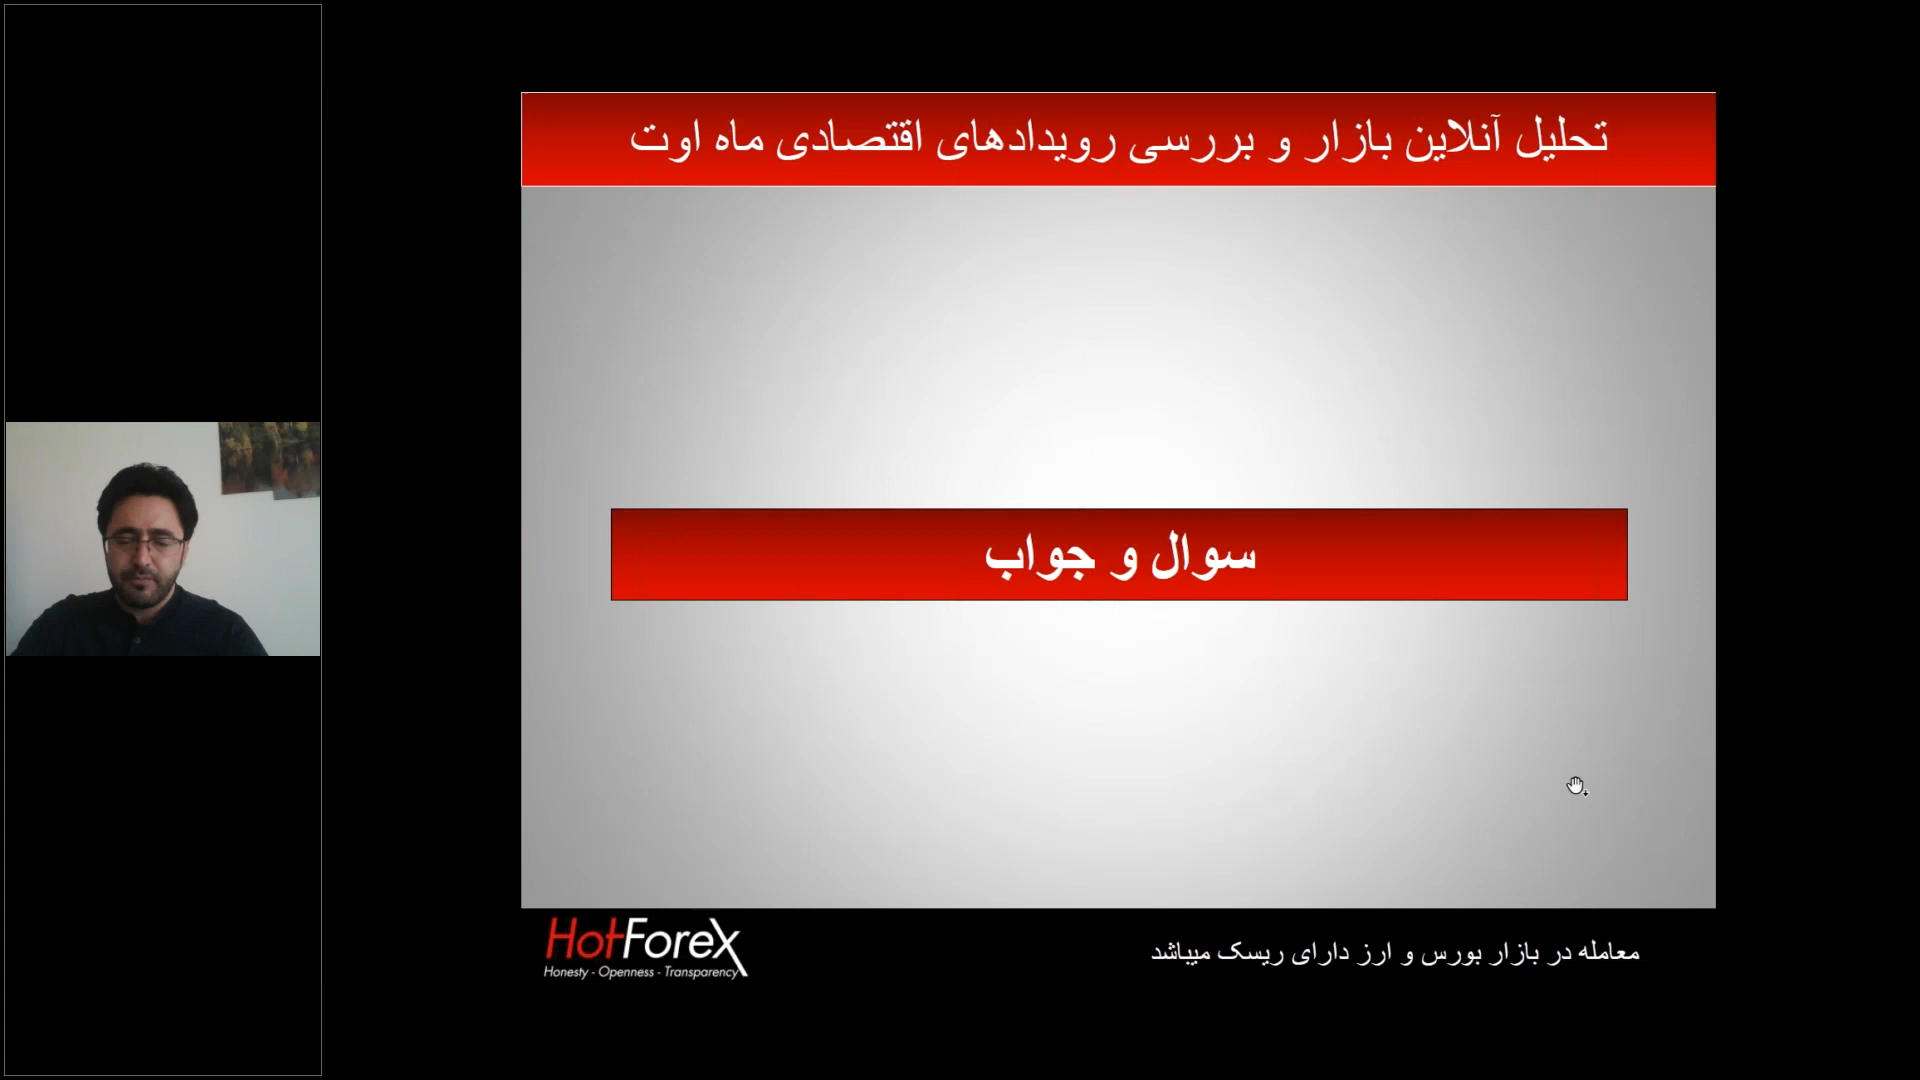 تحلیل آنلاین بازار و بررسی رویدادهای اقتصادی ماه اوت
سوال و جواب
HotForex
Honesty - Openness - Transparency
معامله در بازار بورس و ارز دارای ریسک میباشد